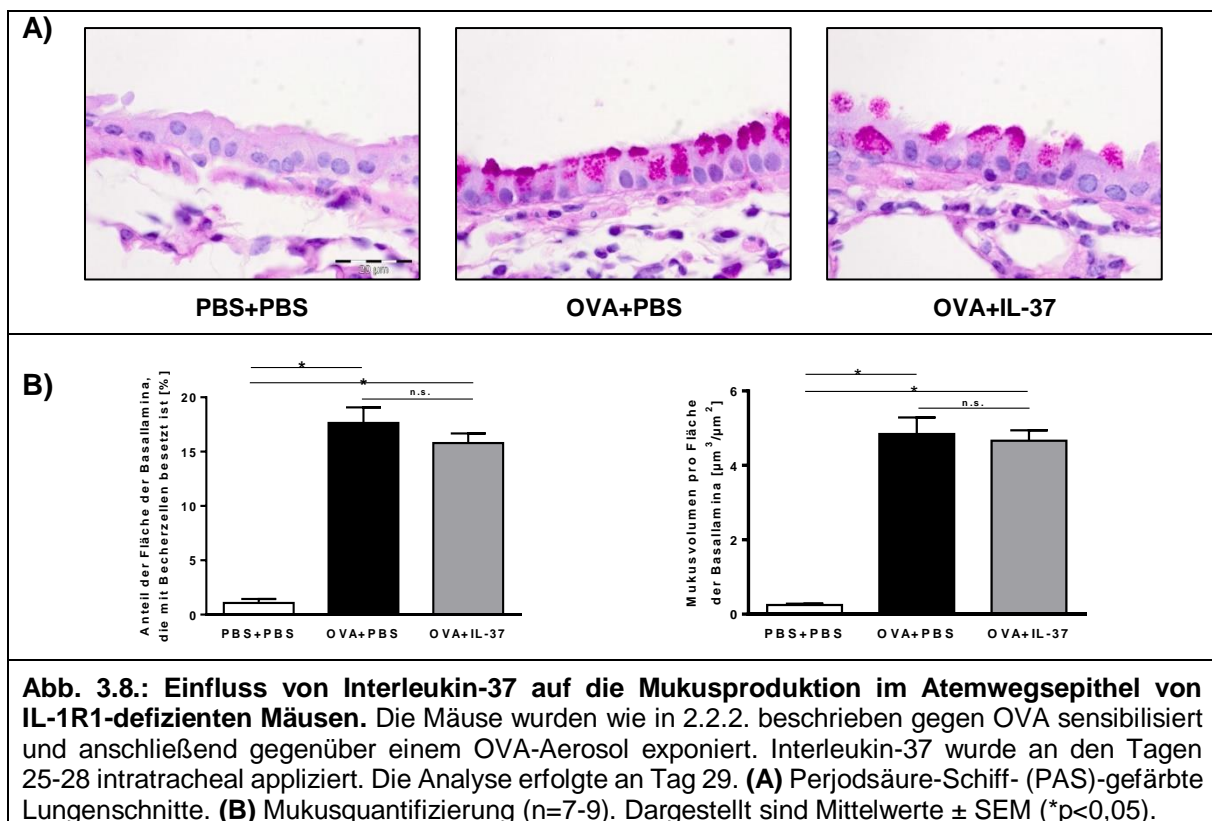 A)
20 µm
PBS+PBS
OVA+PBS
OVA+IL-37
B)
Anteil der Fläche der Basallamina,
die mit Becherzellen besetzt ist [%]
20
15
10
5
0
*
*
n.s.
PBS+PBS
OVA+PBS
OVA+IL-37
Mukusvolumen pro Fläche
der Basallamina [µm³/µm²]
6
4
2
0
*
*
n.s.
PBS+PBS
OVA+PBS
OVA+IL-37
Abb. 3.8.: Einfluss von Interleukin-37 auf die Mukusproduktion im Atemwegsepithel von
IL-1R1-defizienten Mäusen. Die Mäuse wurden wie in 2.2.2. beschrieben gegen OVA sensibilisiert
und anschließend gegenüber einem OVA-Aerosol exponiert. Interleukin-37 wurde an den Tagen
25-28 intratracheal appliziert. Die Analyse erfolgte an Tag 29. (A) Perjodsäure-Schiff- (PAS)-gefärbte
Lungenschnitte. (B) Mukusquantifizierung (n=7-9). Dargestellt sind Mittelwerte ± SEM (*p<0,05).